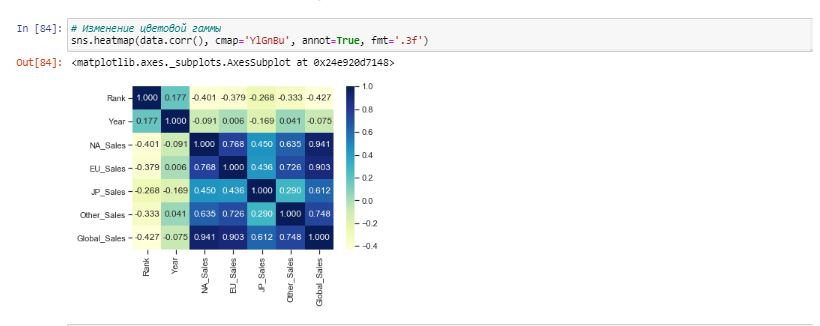 In [84]: # Изменение цветовой гаммы
sns.heatmap(data.corr(), cmap='YlGnBu', annot=True, fmt='.3f')
Out[84]: <matplotlib.axes._subplots.AxesSubplot at 0x24e920d7148>
Rank 1.000 0.177 -0.401 -0.379 -0.268 -0.333 -0.427
Year 0.177 1.000 -0.091 0.006 -0.169 0.041 -0.075
NA_Sales -0.401 -0.091 1.000 0.768 0.450 0.635 0.941
EU_Sales -0.379 0.006 0.768 1.000 0.436 0.726 0.903
JP_Sales -0.268 -0.169 0.450 0.436 1.000 0.290 0.612
Other_Sales -0.333 0.041 0.635 0.726 0.290 1.000 0.748
Global_Sales -0.427 -0.075 0.941 0.903 0.612 0.748 1.000
Rank
Year
NA_Sales
EU_Sales
JP_Sales
Other_Sales
Global_Sales
1.0
0.8
0.6
0.4
0.2
0.0
-0.2
-0.4